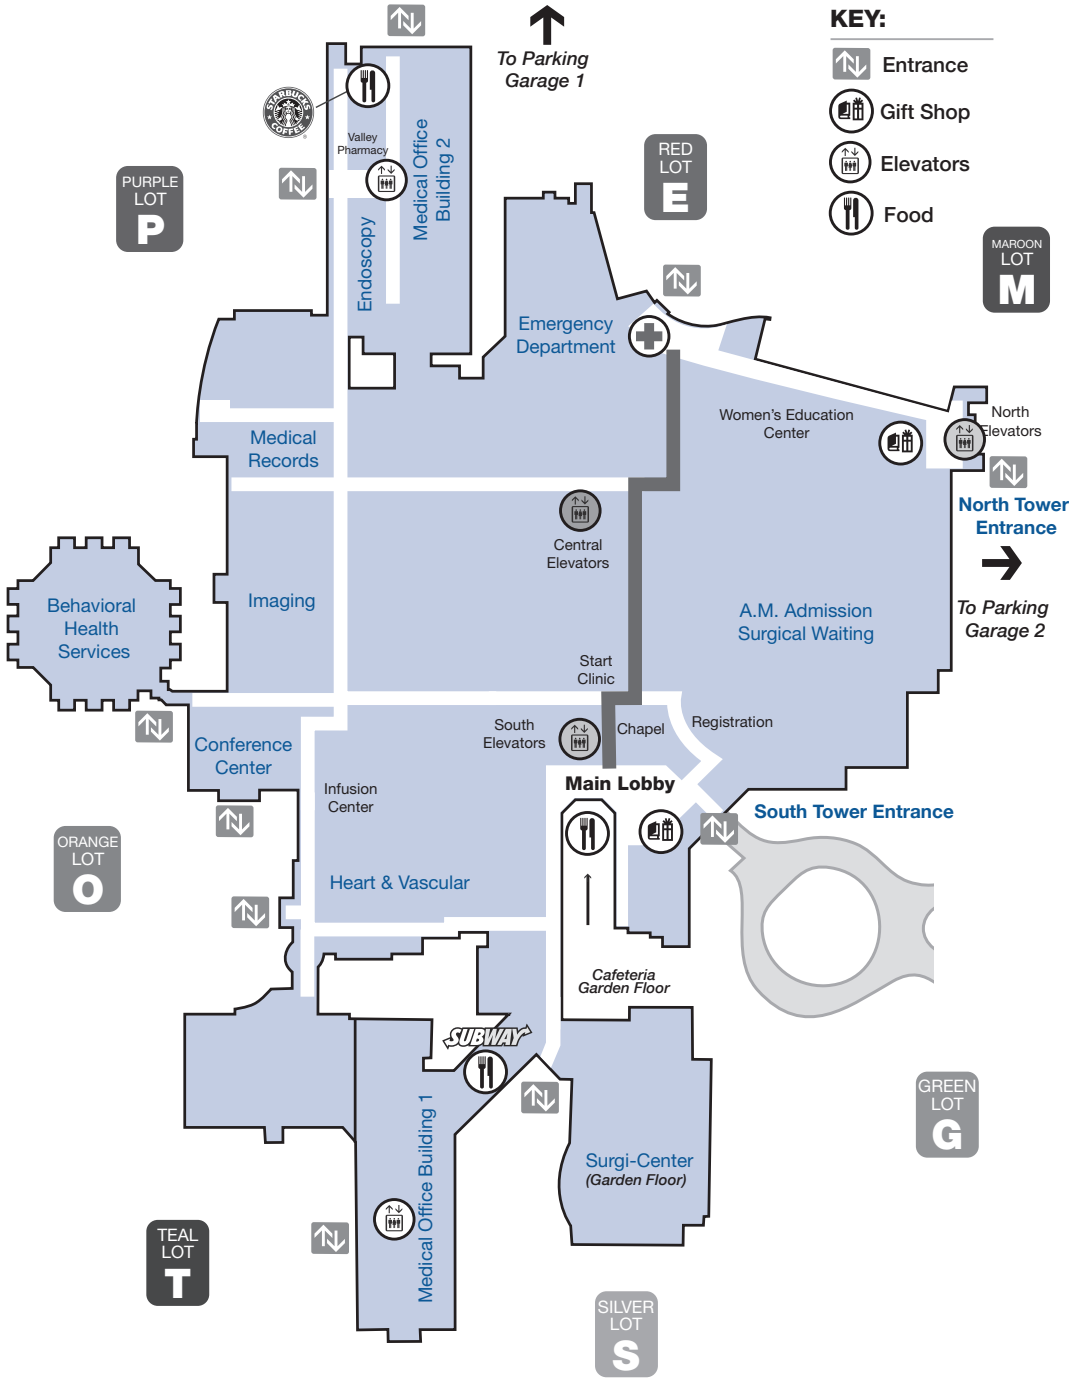 KEY:
Entrance
Gift Shop
Elevators
Food
To Parking
Garage 1
STARBUCKS
COFFEE
Valley
Pharmacy
Medical Office
Building 2
Endoscopy
PURPLE
LOT
P
RED
LOT
E
MAROON
LOT
M
Emergency
Department
Women's Education
Center
North
Elevators
Medical
Records
North Tower
Entrance
Central
Elevators
To Parking
Garage 2
Behavioral
Health
Services
Imaging
A.M. Admission
Surgical Waiting
Start
Clinic
South
Elevators
Chapel
Registration
Conference
Center
Infusion
Center
Main Lobby
South Tower Entrance
ORANGE
LOT
O
Heart & Vascular
Cafeteria
Garden Floor
SUBWAY
GREEN
LOT
G
Medical Office Building 1
Surgi-Center
(Garden Floor)
TEAL
LOT
T
SILVER
LOT
S